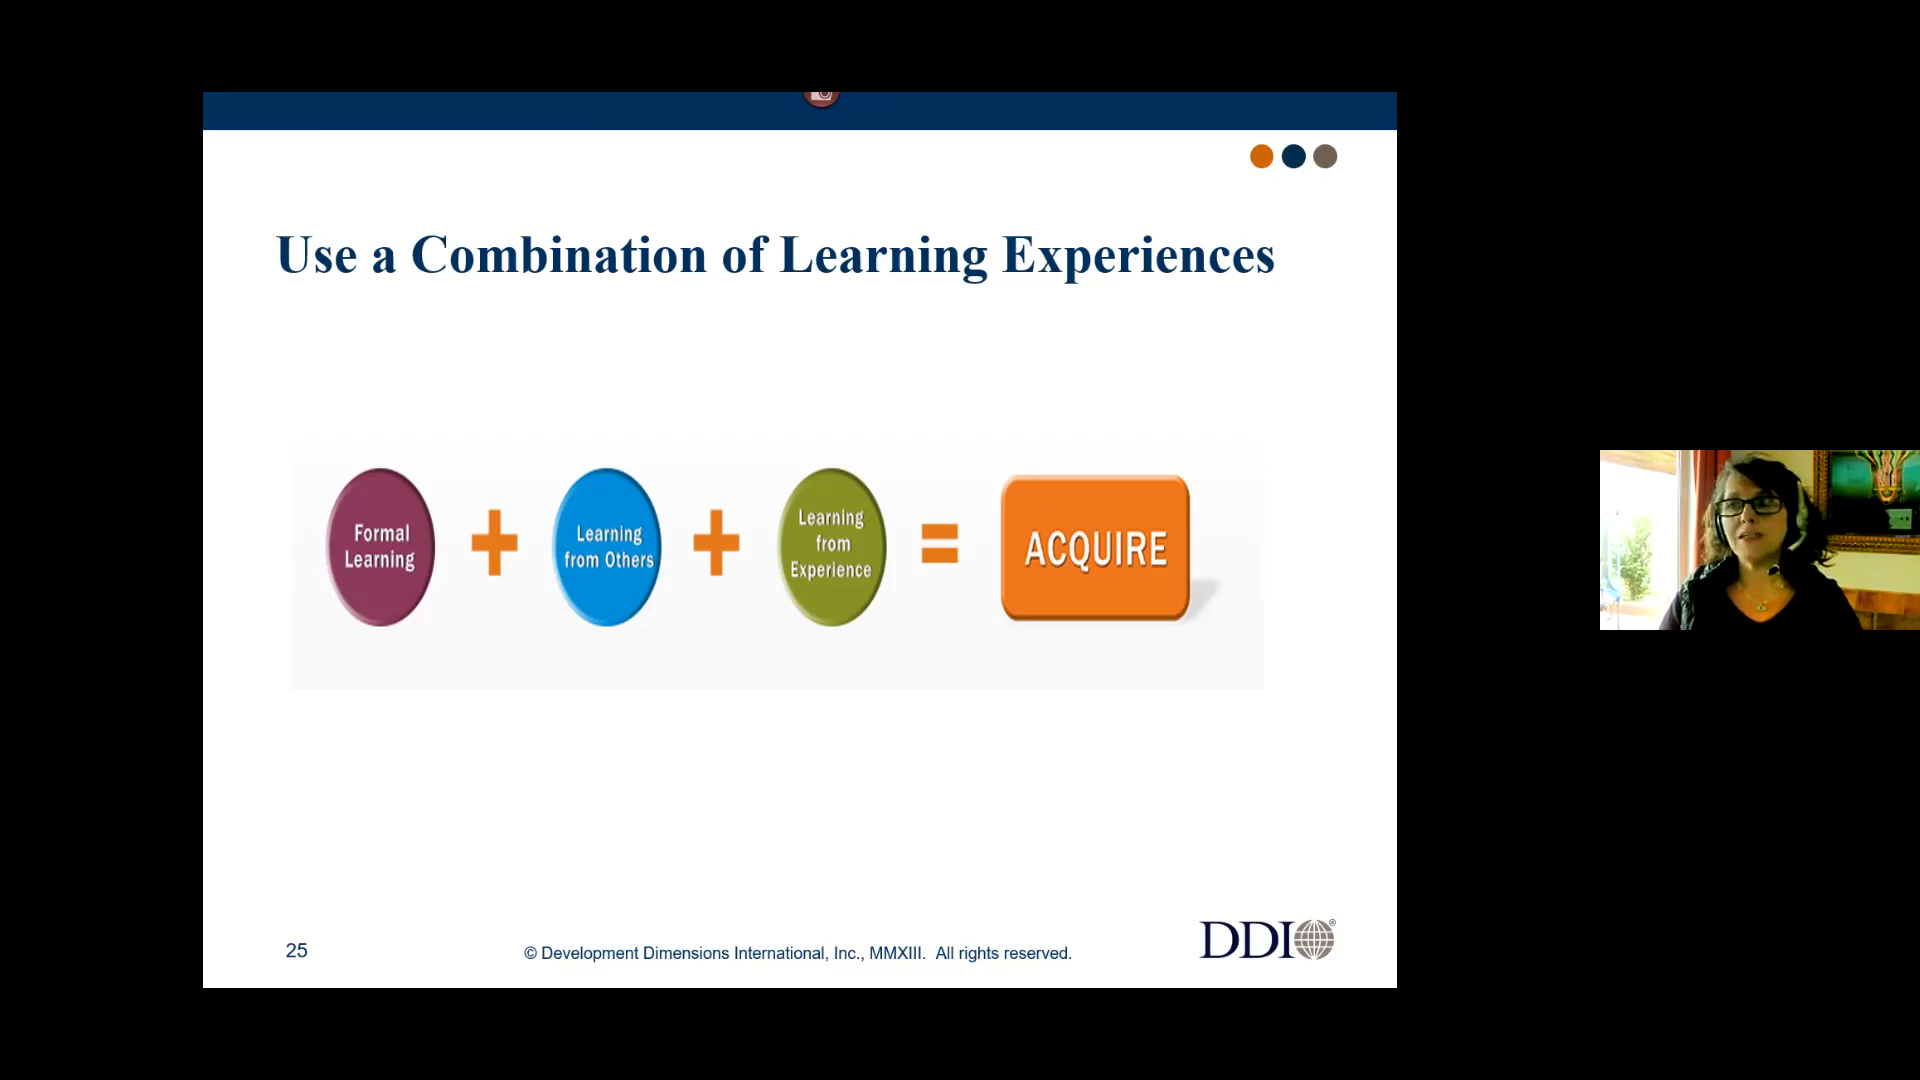 Use a Combination of Learning Experiences
Formal
Learning
+
Learning
from Others
+
Learning
from
Experience
=
ACQUIRE
25
© Development Dimensions International, Inc., MMXIII. All rights reserved.
DDI®